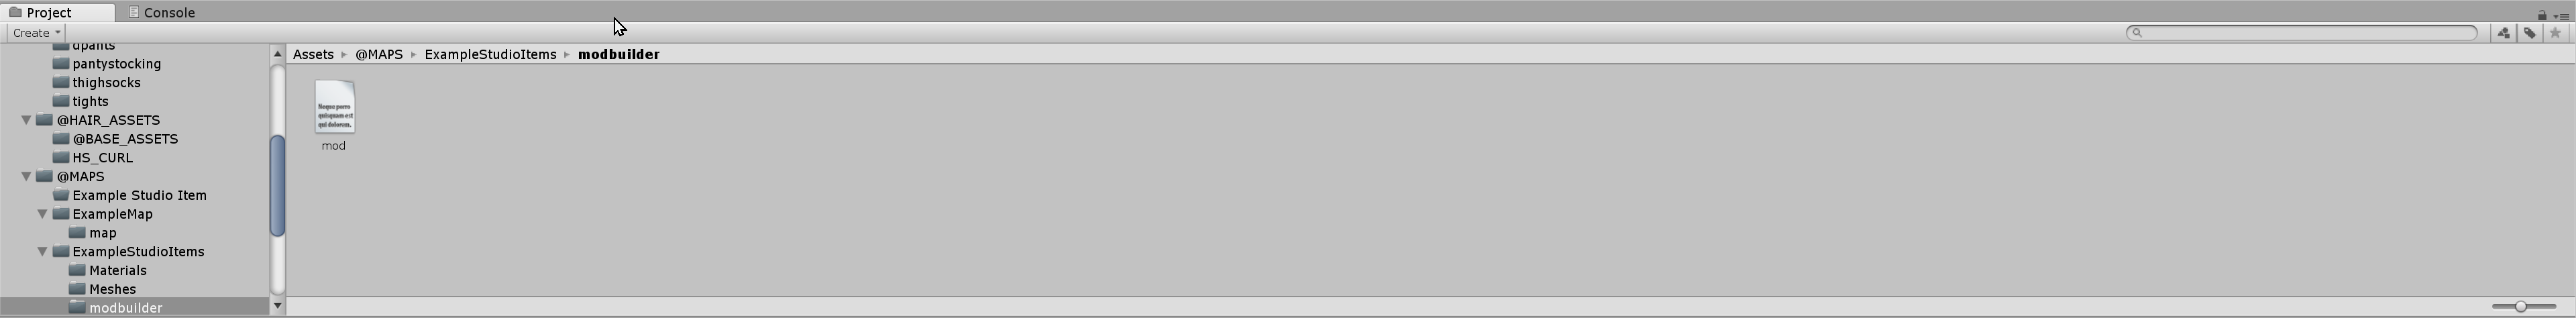 Project Console
Create
dpants
pantystocking
thighsocks
tights
@HAIR_ASSETS
@BASE_ASSETS
HS_CURL
@MAPS
Example Studio Item
ExampleMap
map
ExampleStudioItems
Materials
Meshes
modbuilder
Assets @MAPS ExampleStudioItems modbuilder
Neque porro
quisquam est
qui dolorem,
mod